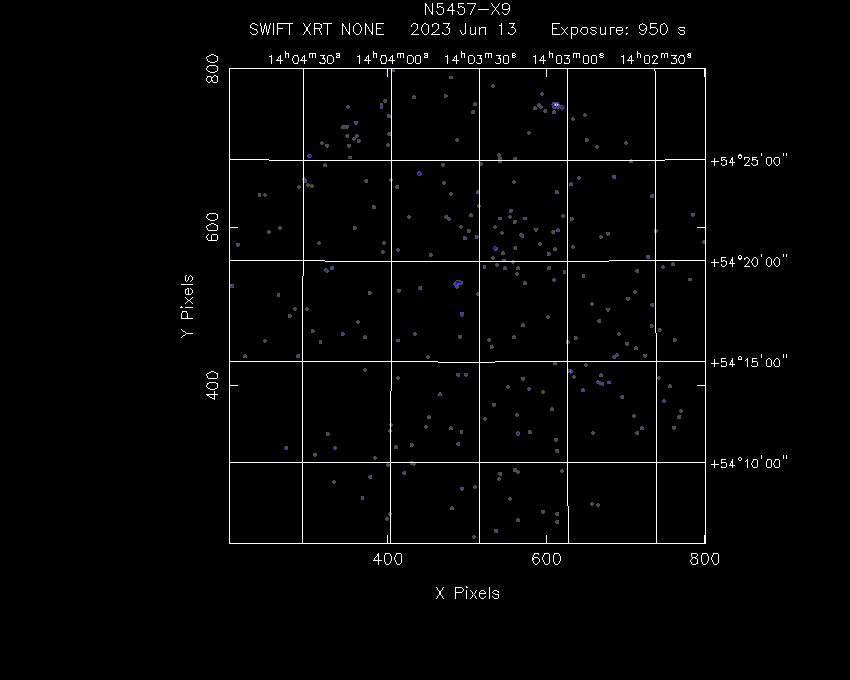 N5457-X9
SWIFT XRT NONE 2023 Jun 13 Exposure: 950 s
14ʰ04ᵐ30ˢ 14ʰ04ᵐ00ˢ 14ʰ03ᵐ30ˢ 14ʰ03ᵐ00ˢ 14ʰ02ᵐ30ˢ
800
+54°25'00"
600
+54°20'00"
Y Pixels
+54°15'00"
400
+54°10'00"
400 600 800
X Pixels